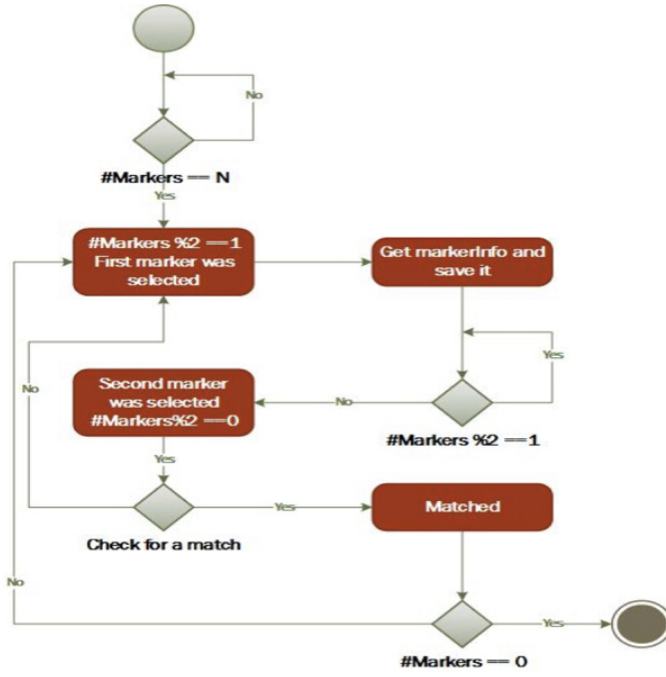 No
#Markers == N
Yes
#Markers %2 ==1
First marker was
selected
Get markerInfo and
save it
Yes
No
Second marker
was selected
#Markers%2 ==0
No
#Markers %2 ==1
Yes
Yes
Matched
Check for a match
No
Yes
#Markers == 0